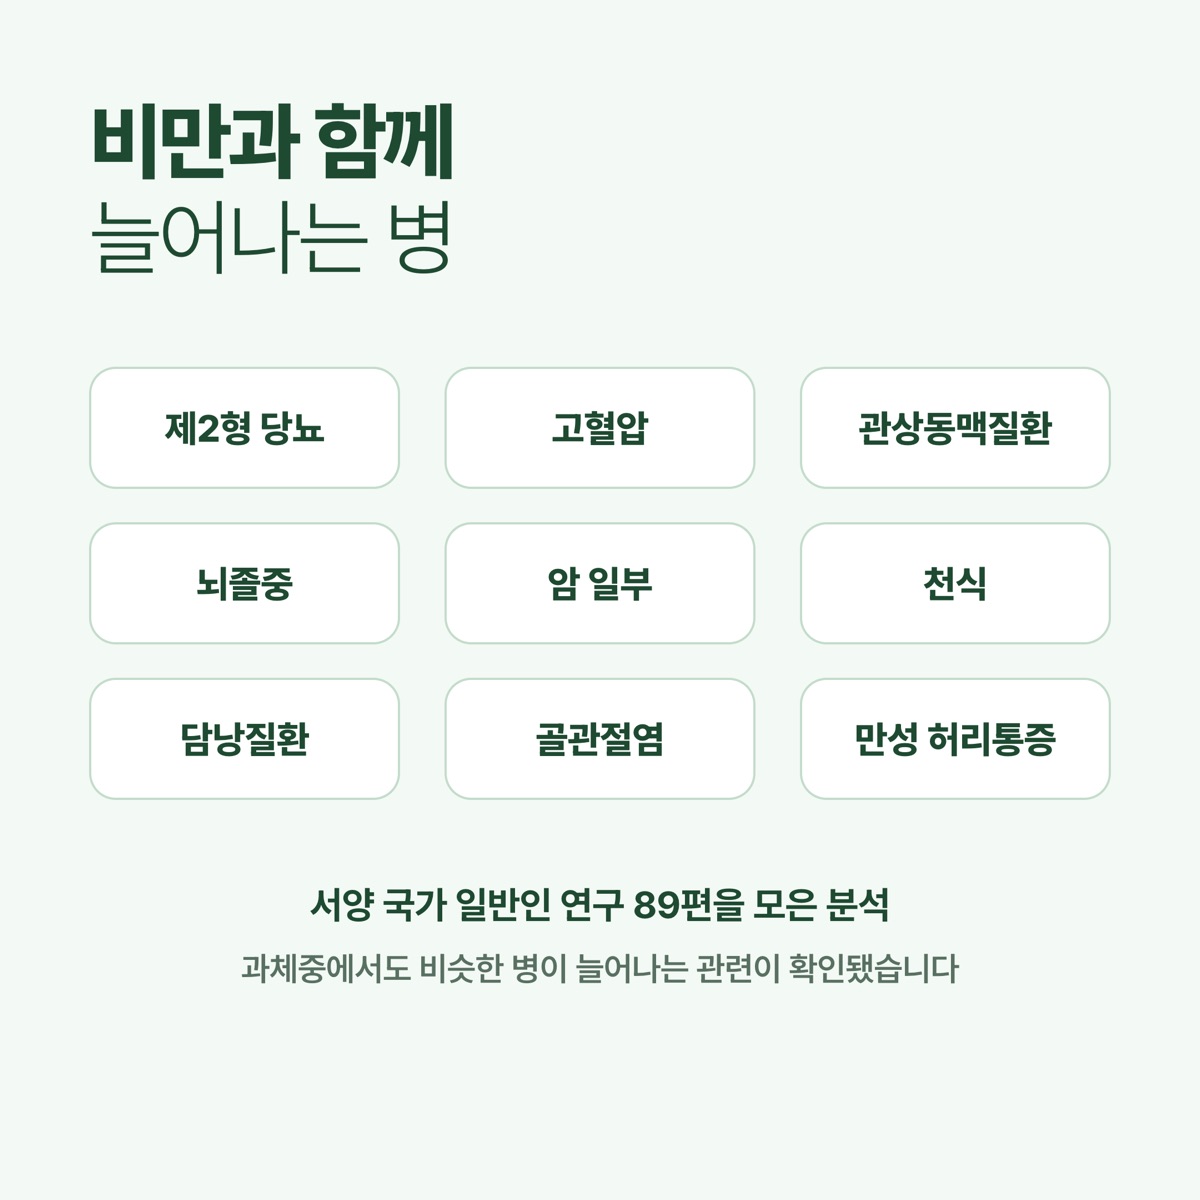 비만과 함께
늘어나는 병
제2형 당뇨
고혈압
관상동맥질환
뇌졸중
암 일부
천식
담낭질환
골관절염
만성 허리통증
서양 국가 일반인 연구 89편을 모은 분석
과체중에서도 비슷한 병이 늘어나는 관련이 확인됐습니다